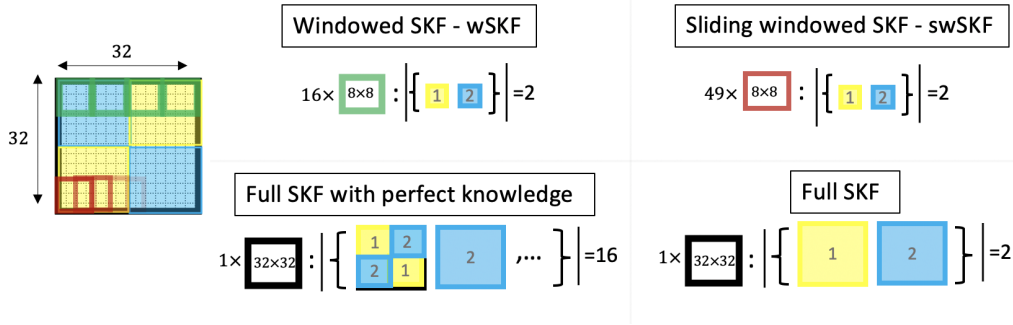 32
32
Windowed SKF - wSKF
16× 8×8 : |{ 1 2 }|=2
Sliding windowed SKF - swSKF
49× 8×8 : |{ 1 2 }|=2
Full SKF with perfect knowledge
1× 32×32 : |{ 1 2 2 1 2 ,... }|=16
Full SKF
1× 32×32 : |{ 1 2 }|=2